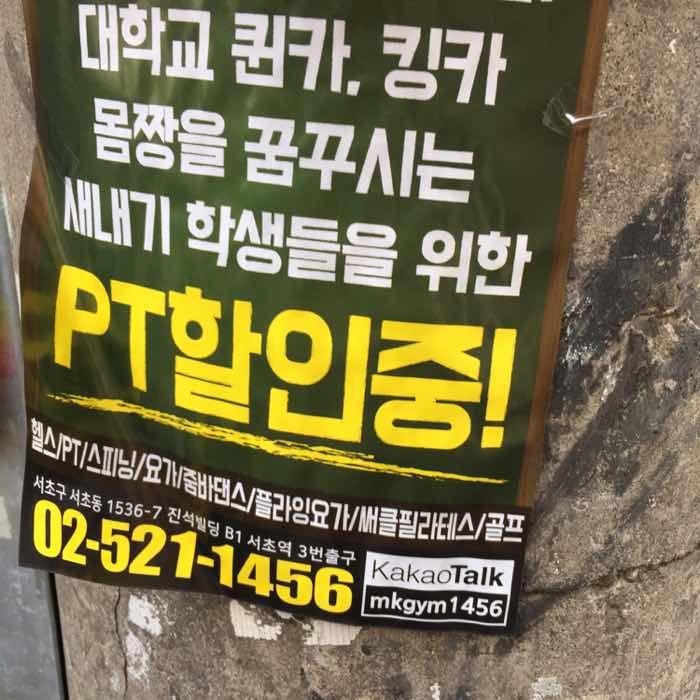 대학교 퀸카, 킹카
몸짱을 꿈꾸시는
새내기 학생들을 위한
PT할인중!
헬스/PT/스피닝/요가/줌바댄스/플라잉요가/써클필라테스/골프
서초구 서초동 1536-7 진석빌딩 B1 서초역 3번출구
02-521-1456
KakaoTalk
mkgym1456